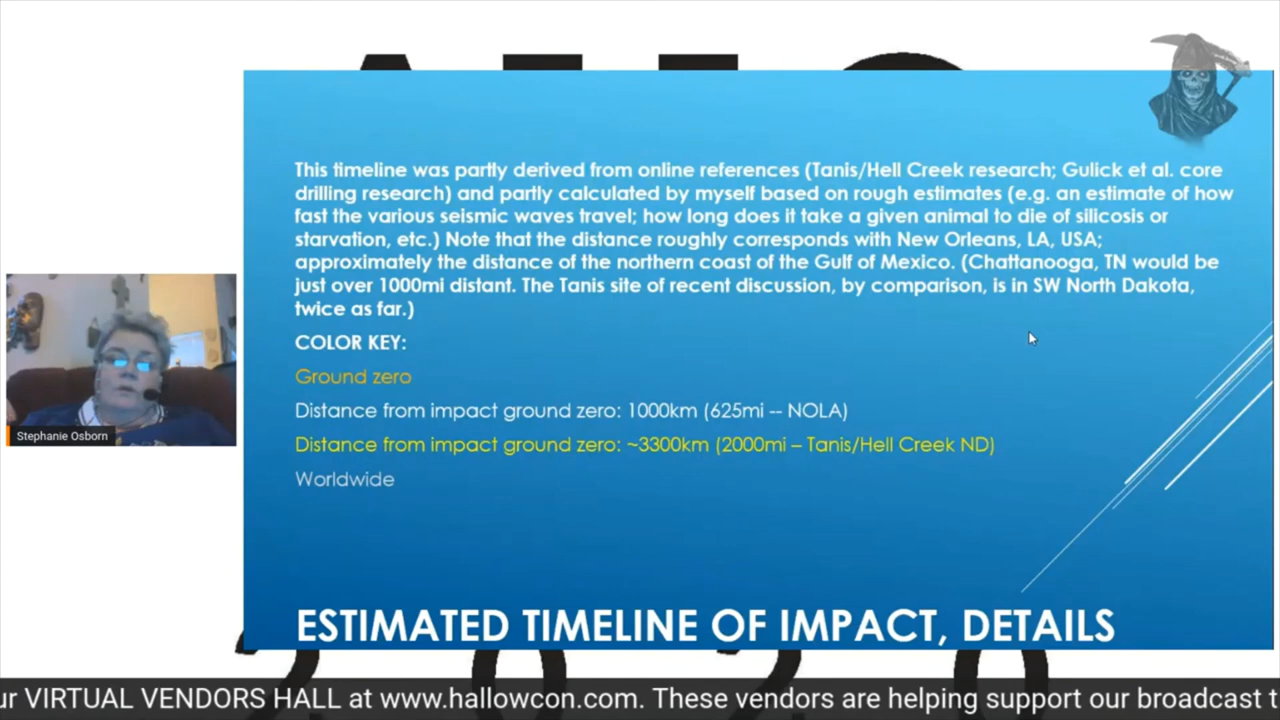 This timeline was partly derived from online references (Tanis/Hell Creek research; Gulick et al. core
drilling research) and partly calculated by myself based on rough estimates (e.g. an estimate of how
fast the various seismic waves travel; how long does it take a given animal to die of silicosis or
starvation, etc.) Note that the distance roughly corresponds with New Orleans, LA, USA;
approximately the distance of the northern coast of the Gulf of Mexico. (Chattanooga, TN would be
just over 1000mi distant. The Tanis site of recent discussion, by comparison, is in SW North Dakota,
twice as far.)
COLOR KEY:
Ground zero
Distance from impact ground zero: 1000km (625mi -- NOLA)
Distance from impact ground zero: ~3300km (2000mi – Tanis/Hell Creek ND)
Worldwide
Stephanie Osborn
ESTIMATED TIMELINE OF IMPACT, DETAILS
VIRTUAL VENDORS HALL at www.hallowcon.com. These vendors are helping support our broadcast